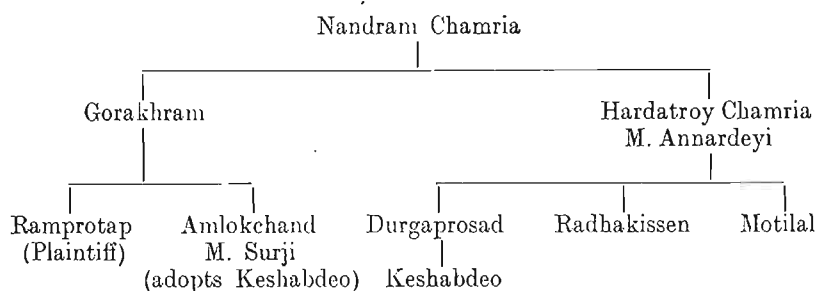 Nandram Chamria
Gorakhram
Hardatroy Chamria
M. Annardeyi
Ramprotap
(Plaintiff)
Amlokchand
M. Surji
(adopts Keshabdeo)
Durgaprosad
Keshabdeo
Radhakissen
Motilal